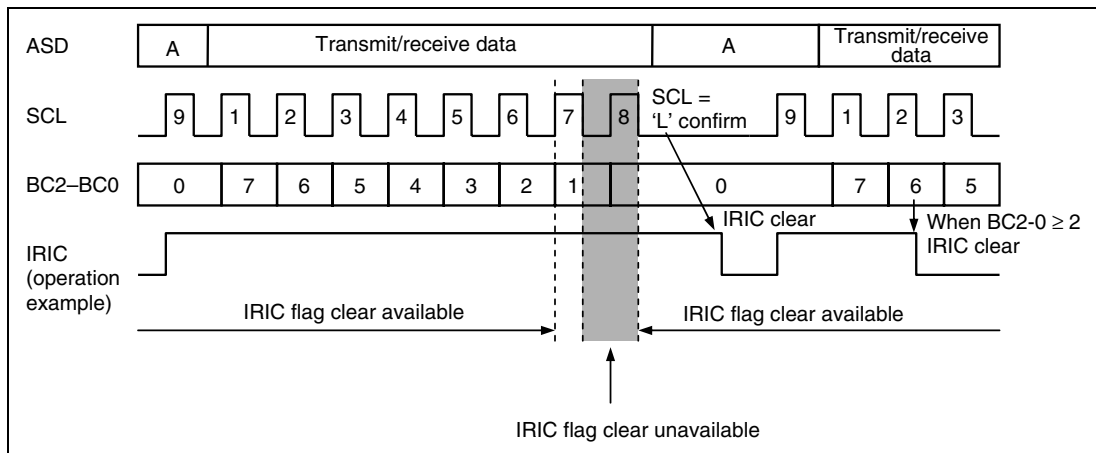 ASD
A
Transmit/receive data
A
Transmit/receive
data
SCL
9
1
2
3
4
5
6
7
8
SCL =
'L' confirm
9
1
2
3
BC2–BC0
0
7
6
5
4
3
2
1
0
7
6
5
IRIC
(operation
example)
IRIC clear
When BC2-0 ≥ 2
IRIC clear
IRIC flag clear available
IRIC flag clear available
IRIC flag clear unavailable